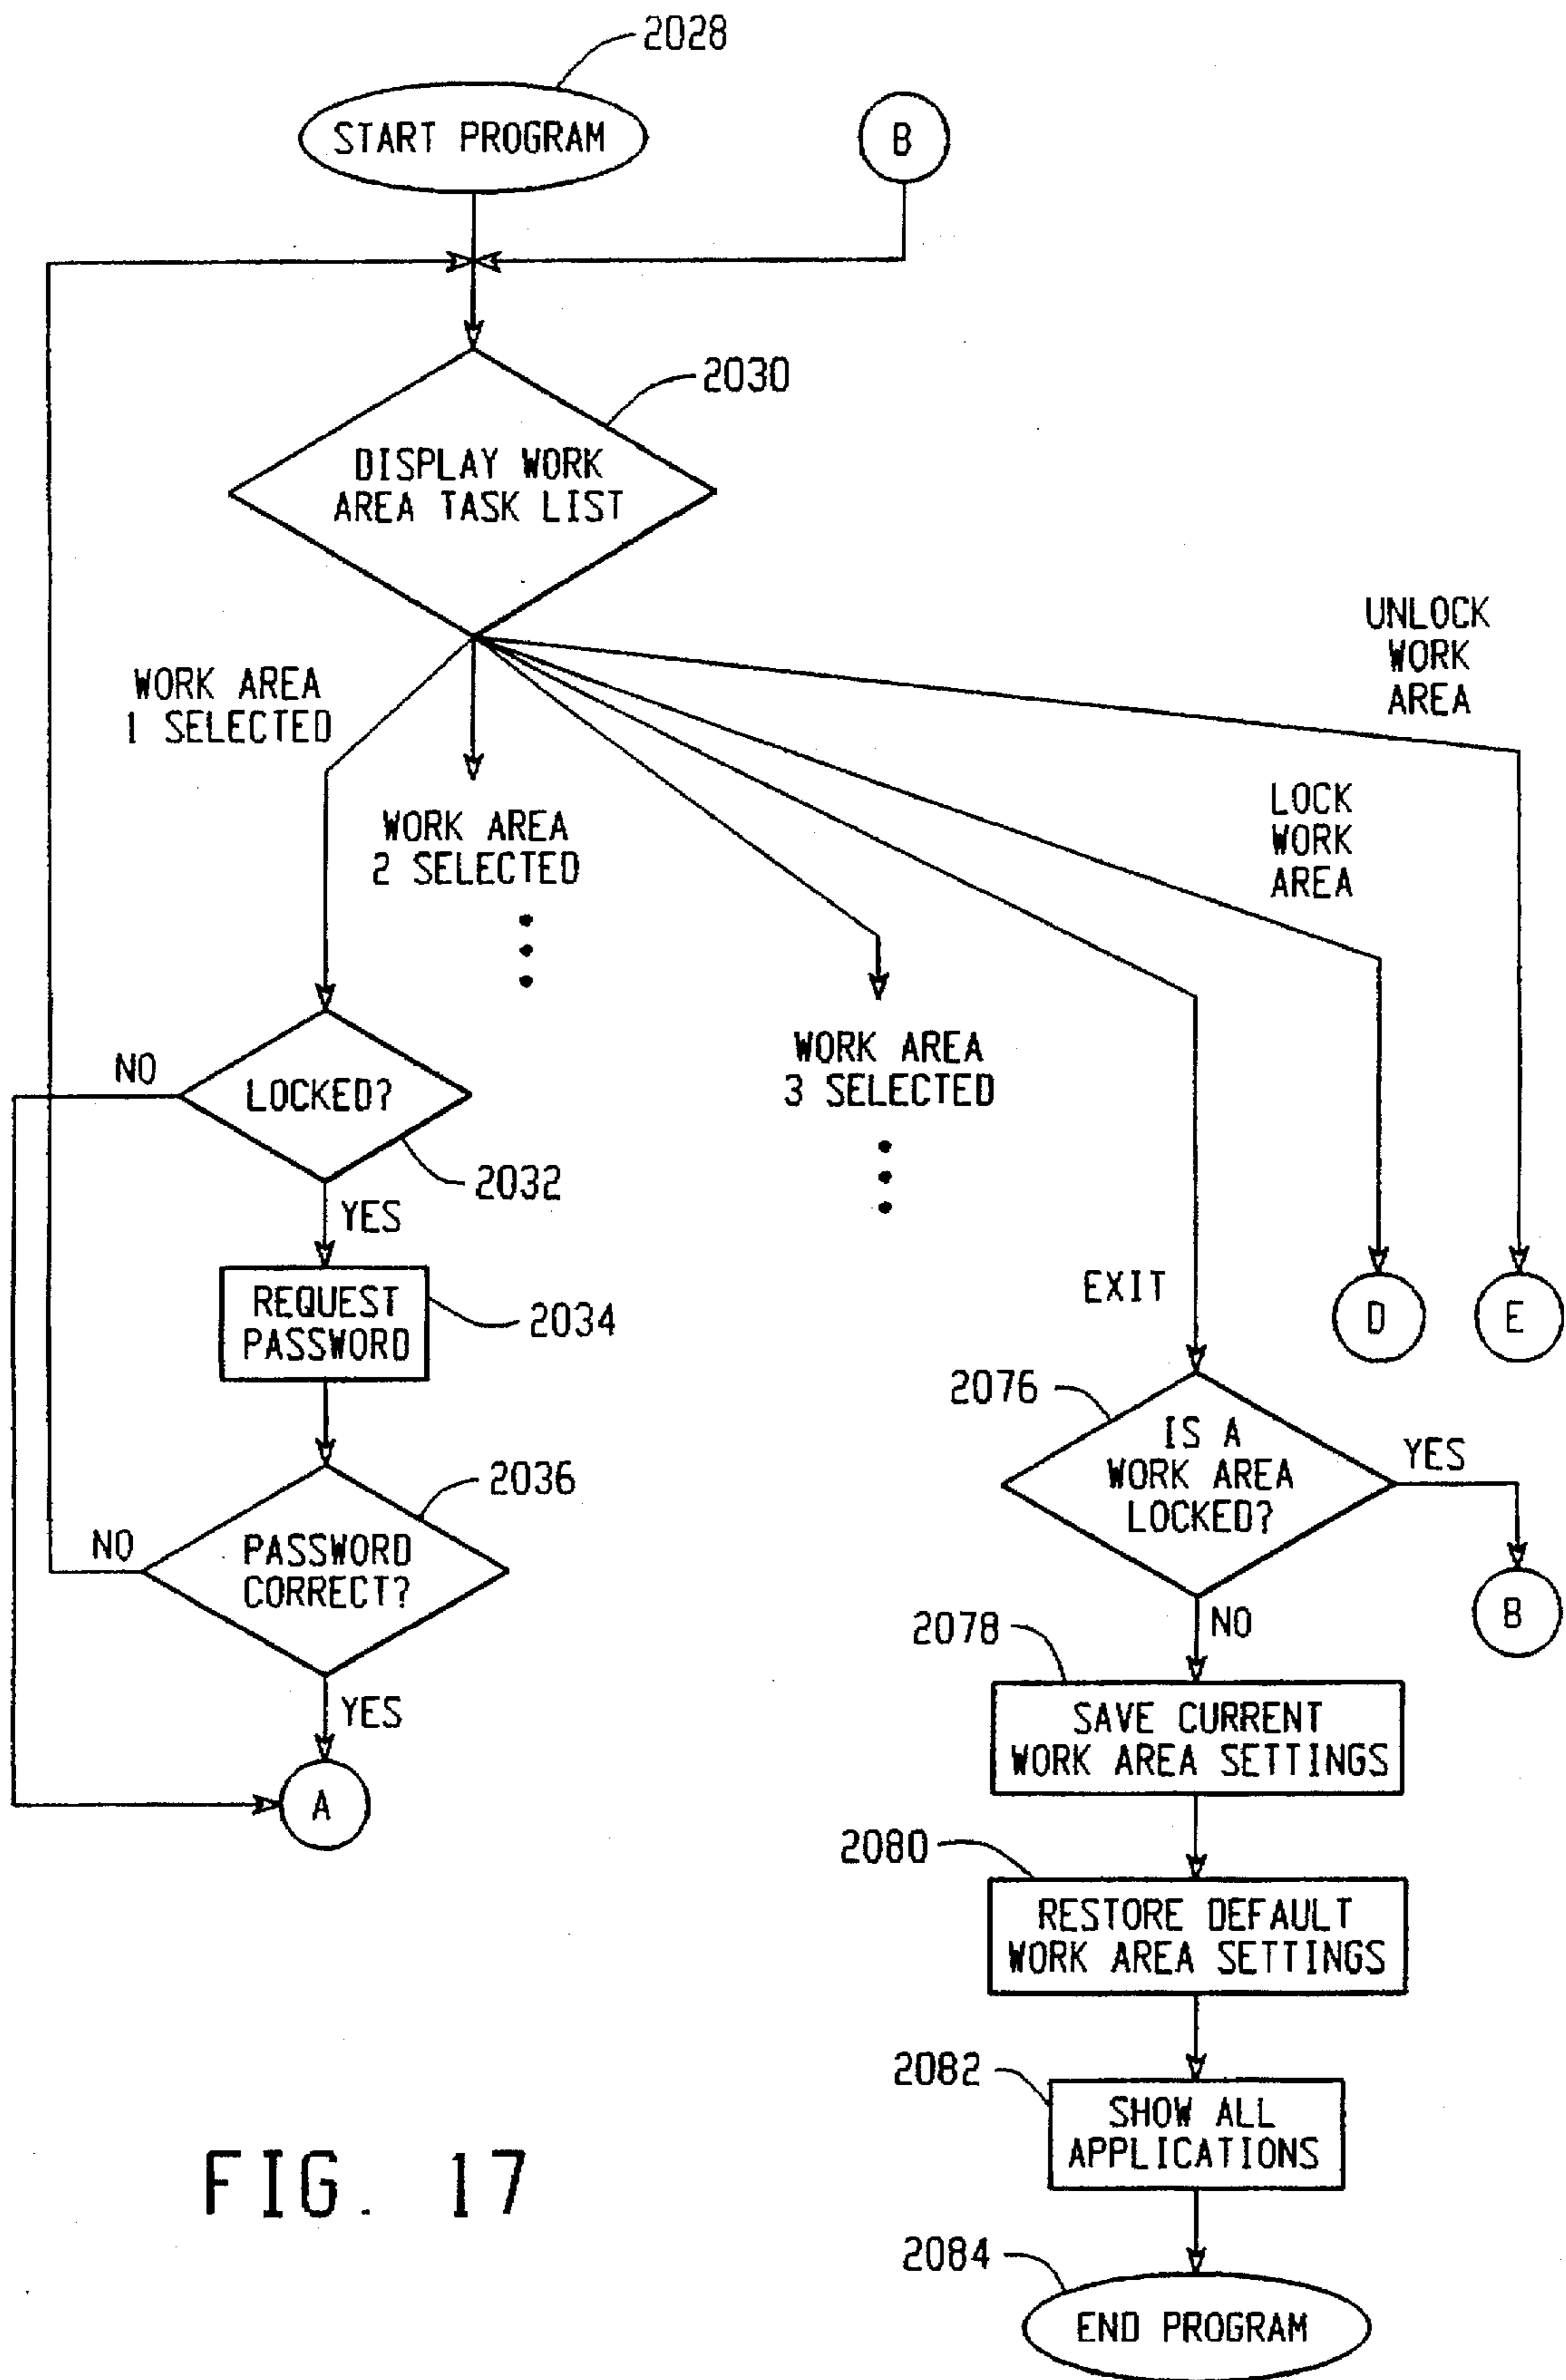 2028
START PROGRAM
B
2030
DISPLAY WORK
AREA TASK LIST
UNLOCK
WORK
AREA
WORK AREA
1 SELECTED
LOCK
WORK
AREA
WORK AREA
2 SELECTED
WORK AREA
3 SELECTED
NO
LOCKED?
2032
YES
REQUEST
PASSWORD
2034
EXIT
D
E
2076
IS A
WORK AREA
LOCKED?
YES
2036
NO
PASSWORD
CORRECT?
B
2078
NO
YES
SAVE CURRENT
WORK AREA SETTINGS
A
2080
RESTORE DEFAULT
WORK AREA SETTINGS
2082
SHOW ALL
APPLICATIONS
FIG. 17
2084
END PROGRAM